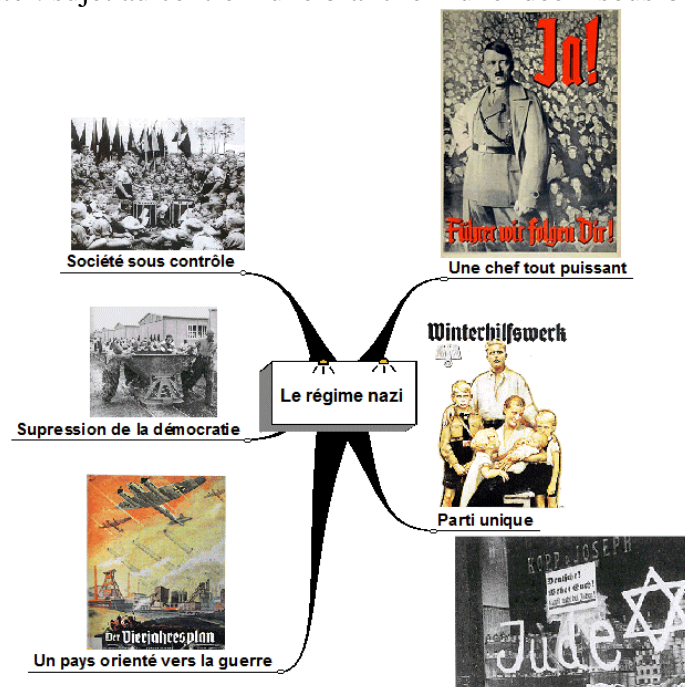 Ja!
Führer wir folgen Dir!
Société sous contrôle
Une chef tout puissant
Winterhilfswerk
Le régime nazi
Supression de la démocratie
Parti unique
KOPP & JOSEPH
Deutsche!
Wehrt Euch!
Jude
Der Vierjahresplan
Un pays orienté vers la guerre